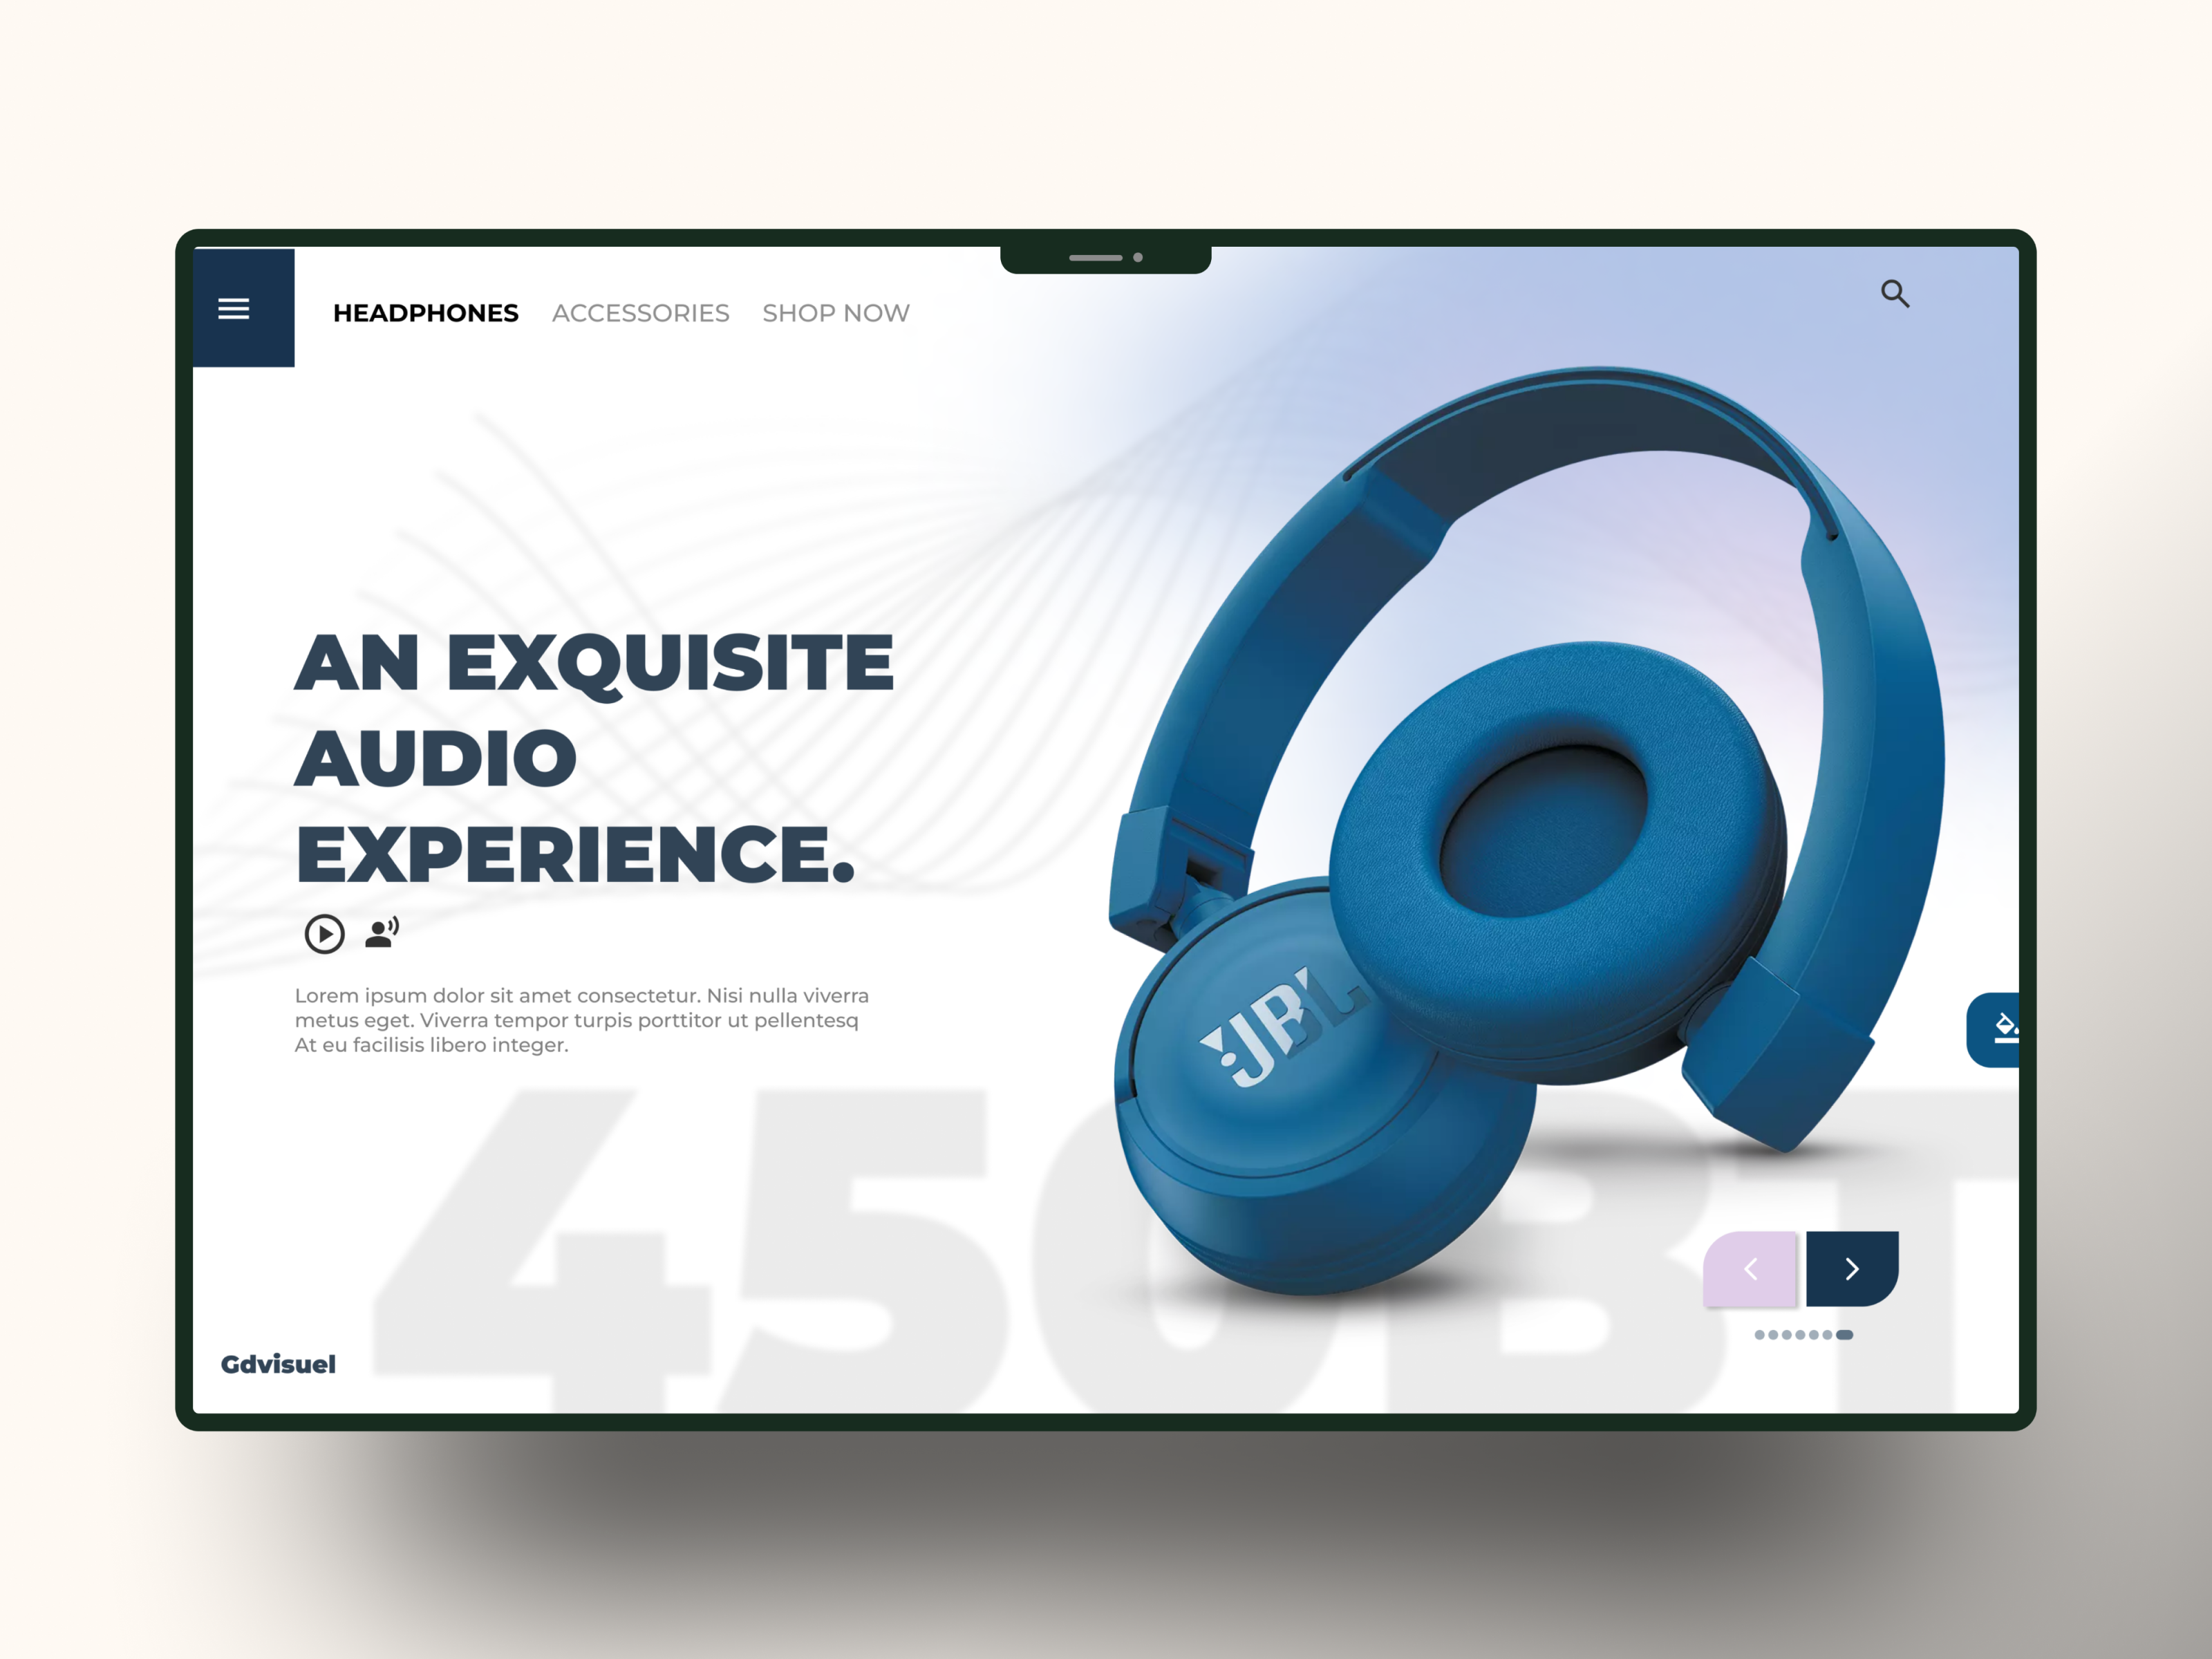 HEADPHONES ACCESSORIES SHOP NOW
AN EXQUISITE
AUDIO
EXPERIENCE.
Lorem ipsum dolor sit amet consectetur. Nisi nulla viverra
metus eget. Viverra tempor turpis porttitor ut pellentesq
At eu facilisis libero integer.
JBL
450BT
Gdvisuel